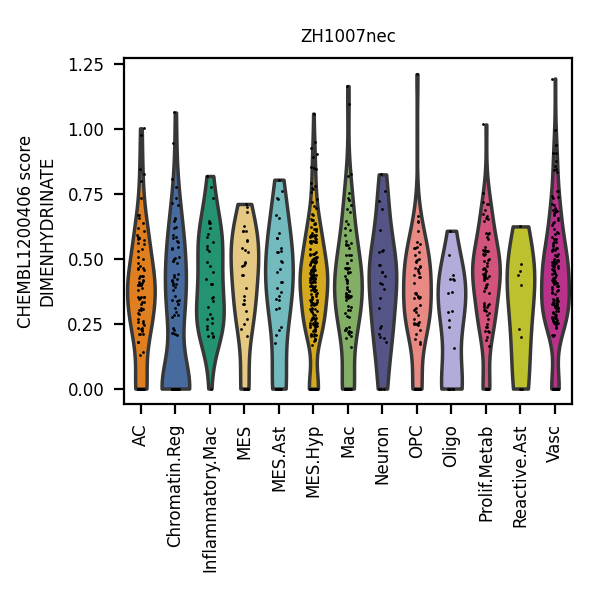 ZH1007nec
CHEMBL1200406 score
DIMENHYDRINATE
1.25
1.00
0.75
0.50
0.25
0.00
AC
Chromatin.Reg
Inflammatory.Mac
MES
MES.Ast
MES.Hyp
Mac
Neuron
OPC
Oligo
Prolif.Metab
Reactive.Ast
Vasc